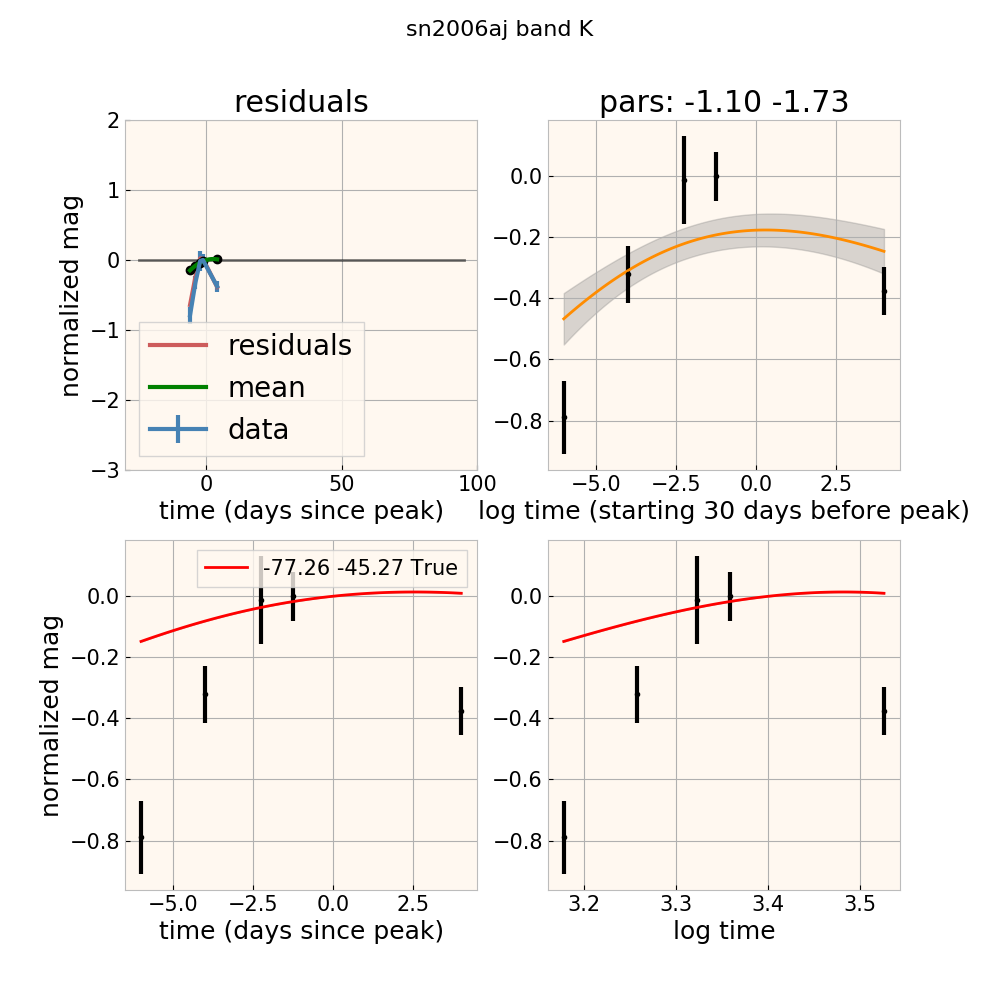 sn2006aj band K
residuals
pars: -1.10 -1.73
2
1
0
−1
−2
−3
normalized mag
residuals
mean
data
0
50
100
time (days since peak)
0.0
−0.2
−0.4
−0.6
−0.8
−5.0
−2.5
0.0
2.5
log time (starting 30 days before peak)
-77.26 -45.27 True
0.0
−0.2
−0.4
−0.6
−0.8
normalized mag
−5.0
−2.5
0.0
2.5
time (days since peak)
0.0
−0.2
−0.4
−0.6
−0.8
3.2
3.3
3.4
3.5
log time